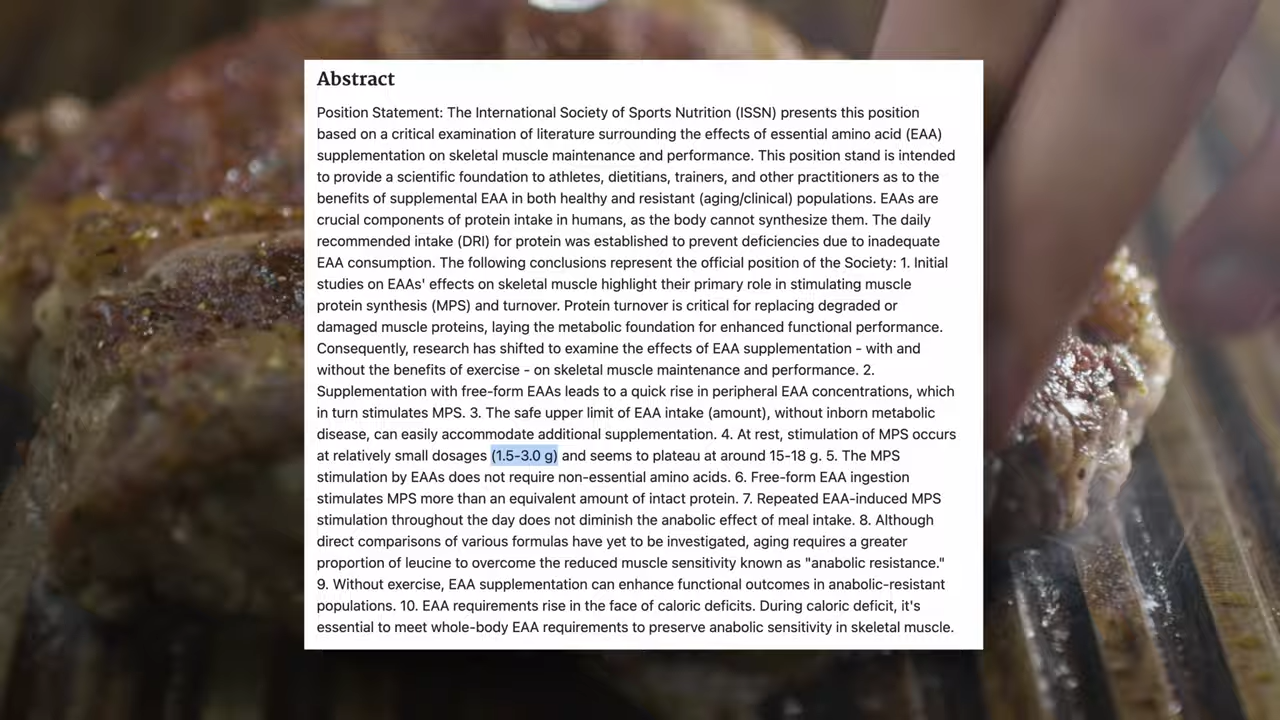 Abstract
Position Statement: The International Society of Sports Nutrition (ISSN) presents this position
based on a critical examination of literature surrounding the effects of essential amino acid (EAA)
supplementation on skeletal muscle maintenance and performance. This position stand is intended
to provide a scientific foundation to athletes, dietitians, trainers, and other practitioners as to the
benefits of supplemental EAA in both healthy and resistant (aging/clinical) populations. EAAs are
crucial components of protein intake in humans, as the body cannot synthesize them. The daily
recommended intake (DRI) for protein was established to prevent deficiencies due to inadequate
EAA consumption. The following conclusions represent the official position of the Society: 1. Initial
studies on EAAs' effects on skeletal muscle highlight their primary role in stimulating muscle
protein synthesis (MPS) and turnover. Protein turnover is critical for replacing degraded or
damaged muscle proteins, laying the metabolic foundation for enhanced functional performance.
Consequently, research has shifted to examine the effects of EAA supplementation - with and
without the benefits of exercise - on skeletal muscle maintenance and performance. 2.
Supplementation with free-form EAAs leads to a quick rise in peripheral EAA concentrations, which
in turn stimulates MPS. 3. The safe upper limit of EAA intake (amount), without inborn metabolic
disease, can easily accommodate additional supplementation. 4. At rest, stimulation of MPS occurs
at relatively small dosages (1.5-3.0 g) and seems to plateau at around 15-18 g. 5. The MPS
stimulation by EAAs does not require non-essential amino acids. 6. Free-form EAA ingestion
stimulates MPS more than an equivalent amount of intact protein. 7. Repeated EAA-induced MPS
stimulation throughout the day does not diminish the anabolic effect of meal intake. 8. Although
direct comparisons of various formulas have yet to be investigated, aging requires a greater
proportion of leucine to overcome the reduced muscle sensitivity known as "anabolic resistance."
9. Without exercise, EAA supplementation can enhance functional outcomes in anabolic-resistant
populations. 10. EAA requirements rise in the face of caloric deficits. During caloric deficit, it's
essential to meet whole-body EAA requirements to preserve anabolic sensitivity in skeletal muscle.